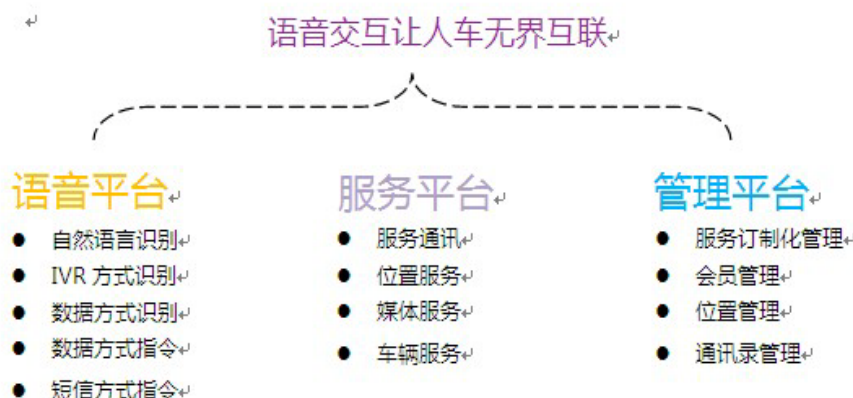 语音交互让人车无界互联
语音平台
自然语言识别
IVR 方式识别
数据方式识别
数据方式指令
短信方式指令
服务平台
服务通讯
位置服务
媒体服务
车辆服务
管理平台
服务订制化管理
会员管理
位置管理
通讯录管理